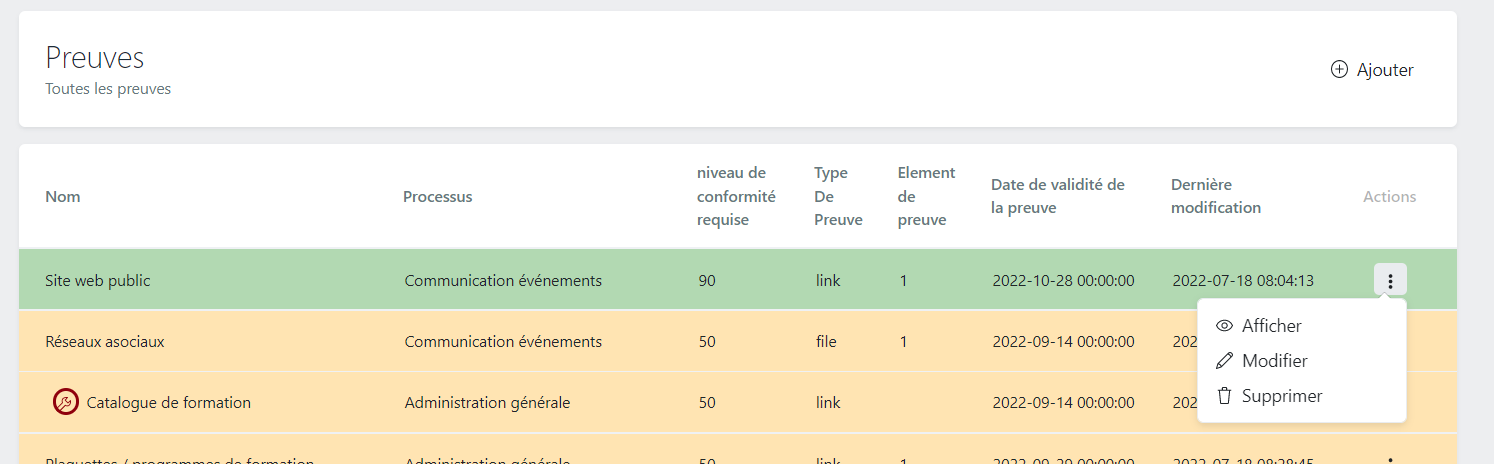 Preuves
Toutes les preuves
Ajouter
Nom
Processus
niveau de
conformité
requise
Type
De
Preuve
Element
de
preuve
Date de validité de
la preuve
Dernière
modification
Actions
Site web public Communication événements 90 link 1 2022-10-28 00:00:00 2022-07-18 08:04:13
Afficher
Réseaux asociaux Communication événements 50 file 1 2022-09-14 00:00:00 202
Modifier
Catalogue de formation Administration générale 50 link 2022-09-14 00:00:00 202
Supprimer
Plaquettes / programmes de formation Administration générale 50 link 1 2022-09-29 00:00:00 2022-07-18 08:28:45